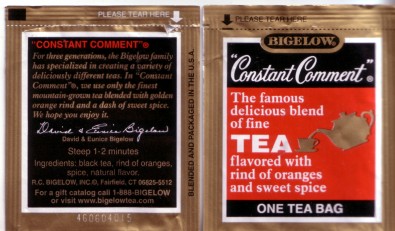 PLEASE TEAR HERE
"CONSTANT COMMENT"®
For three generations, the Bigelow family
has specialized in creating a variety of
deliciously different teas. In "Constant
Comment"®, we use only the finest
mountain-grown tea blended with golden
orange rind and a dash of sweet spice.
We hope you enjoy it.
David & Eunice Bigelow
David & Eunice Bigelow
Steep 1-2 minutes
Ingredients: black tea, rind of oranges,
spice, natural flavor.
R.C. BIGELOW, INC.®, Fairfield, CT 06825-5512
For a gift catalog call 1-888-BIGELOW
or visit www.bigelowtea.com
BLENDED AND PACKAGED IN THE U.S.A.
PLEASE TEAR HERE
BIGELOW®
"Constant Comment"®
The famous
delicious blend
of fine
TEA
flavored with
rind of oranges
and sweet spice
ONE TEA BAG